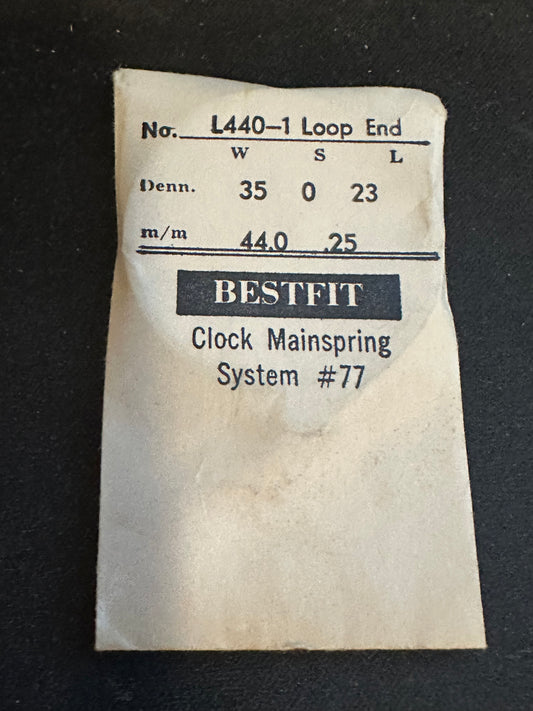 No. L440-1 Loop End
W S L
Denn. 35 0 23
m/m 44.0 .25
BESTFIT
Clock Mainspring
System #77